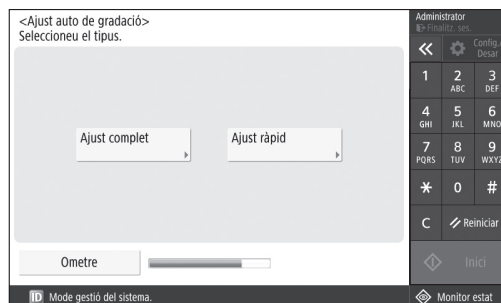 <Ajust auto de gradació>
Seleccioneu el tipus.
Ajust complet
Ajust ràpid
Ometre
ID Mode gestió del sistema.
Administrator
Finalitz. ses.
Config./
Desar
1
2 ABC
3 DEF
4 GHI
5 JKL
6 MNO
7 PQRS
8 TUV
9 WXYZ
* 0 #
C Reiniciar
Inici
Monitor estat